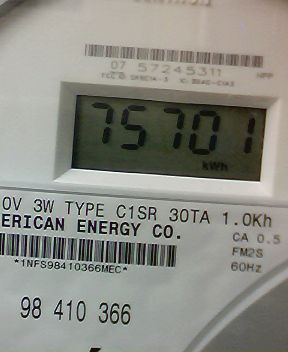 07 57245311
HPP
75701
kWh
0V 3W TYPE C1SR 30TA 1.0Kh
ERICAN ENERGY CO.
CA 0.5
FM2S
60Hz
*1NFS98410366MEC*
98 410 366